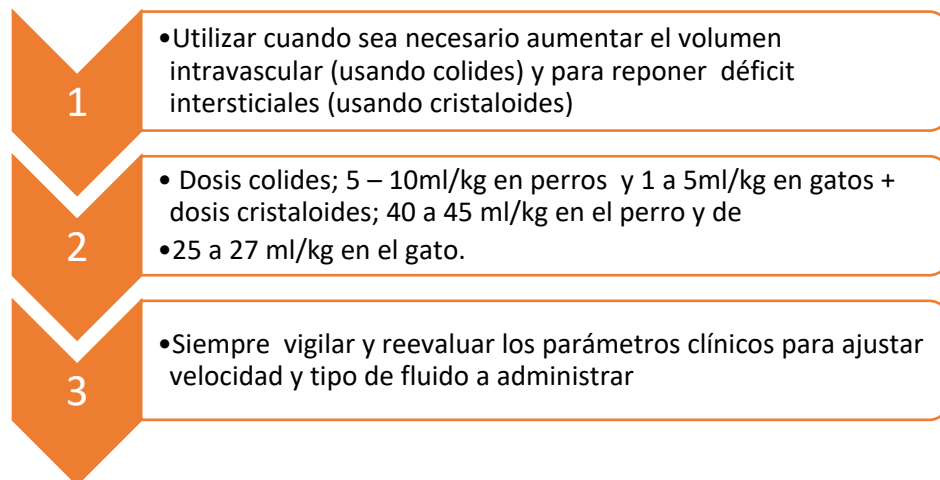 1
•Utilizar cuando sea necesario aumentar el volumen
intravascular (usando colides) y para reponer déficit
intersticiales (usando cristaloides)
2
• Dosis colides; 5 – 10ml/kg en perros y 1 a 5ml/kg en gatos +
dosis cristaloides; 40 a 45 ml/kg en el perro y de
•25 a 27 ml/kg en el gato.
3
•Siempre vigilar y reevaluar los parámetros clínicos para ajustar
velocidad y tipo de fluido a administrar